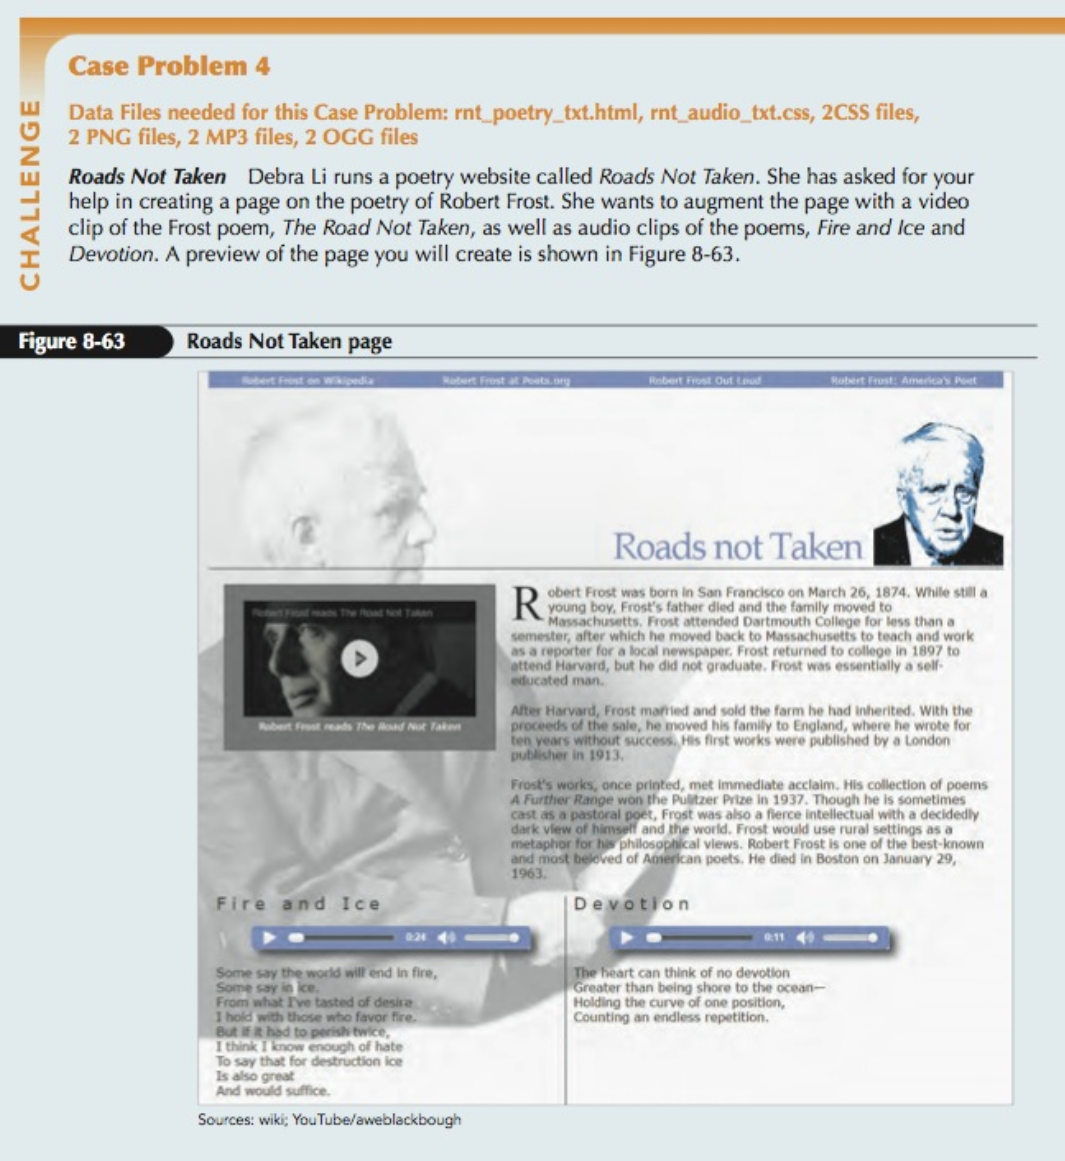 CHALLENGE
Case Problem 4
Data Files needed for this Case Problem: rnt_poetry_txt.html, rnt_audio_txt.css, 2CSS files,
2 PNG files, 2 MP3 files, 2 OGG files
Roads Not Taken Debra Li runs a poetry website called Roads Not Taken. She has asked for your
help in creating a page on the poetry of Robert Frost. She wants to augment the page with a video
clip of the Frost poem, The Road Not Taken, as well as audio clips of the poems, Fire and Ice and
Devotion. A preview of the page you will create is shown in Figure 8-63.
Figure 8-63 Roads Not Taken page
Robert Frost on Wikipedia Robert Frost at Poets.org Robert Frost Out Loud Robert Frost: America's Poet
Roads not Taken
Robert Frost reads The Road Not Taken
Robert Frost reads The Road Not Taken
Robert Frost was born in San Francisco on March 26, 1874. While still a
young boy, Frost's father died and the family moved to
Massachusetts. Frost attended Dartmouth College for less than a
semester, after which he moved back to Massachusetts to teach and work
as a reporter for a local newspaper. Frost returned to college in 1897 to
attend Harvard, but he did not graduate. Frost was essentially a self-
educated man.
After Harvard, Frost married and sold the farm he had inherited. With the
proceeds of the sale, he moved his family to England, where he wrote for
ten years without success. His first works were published by a London
publisher in 1913.
Frost's works, once printed, met immediate acclaim. His collection of poems
A Further Range won the Pulitzer Prize in 1937. Though he is sometimes
cast as a pastoral poet, Frost was also a fierce intellectual with a decidedly
dark view of himself and the world. Frost would use rural settings as a
metaphor for his philosophical views. Robert Frost is one of the best-known
and most beloved of American poets. He died in Boston on January 29,
1963.
Fire and Ice
0:24
Some say the world will end in fire,
Some say in ice.
From what I've tasted of desire
I hold with those who favor fire.
But if it had to perish twice,
I think I know enough of hate
To say that for destruction ice
Is also great
And would suffice.
Devotion
0:11
The heart can think of no devotion
Greater than being shore to the ocean—
Holding the curve of one position,
Counting an endless repetition.
Sources: wiki; YouTube/aweblackbough